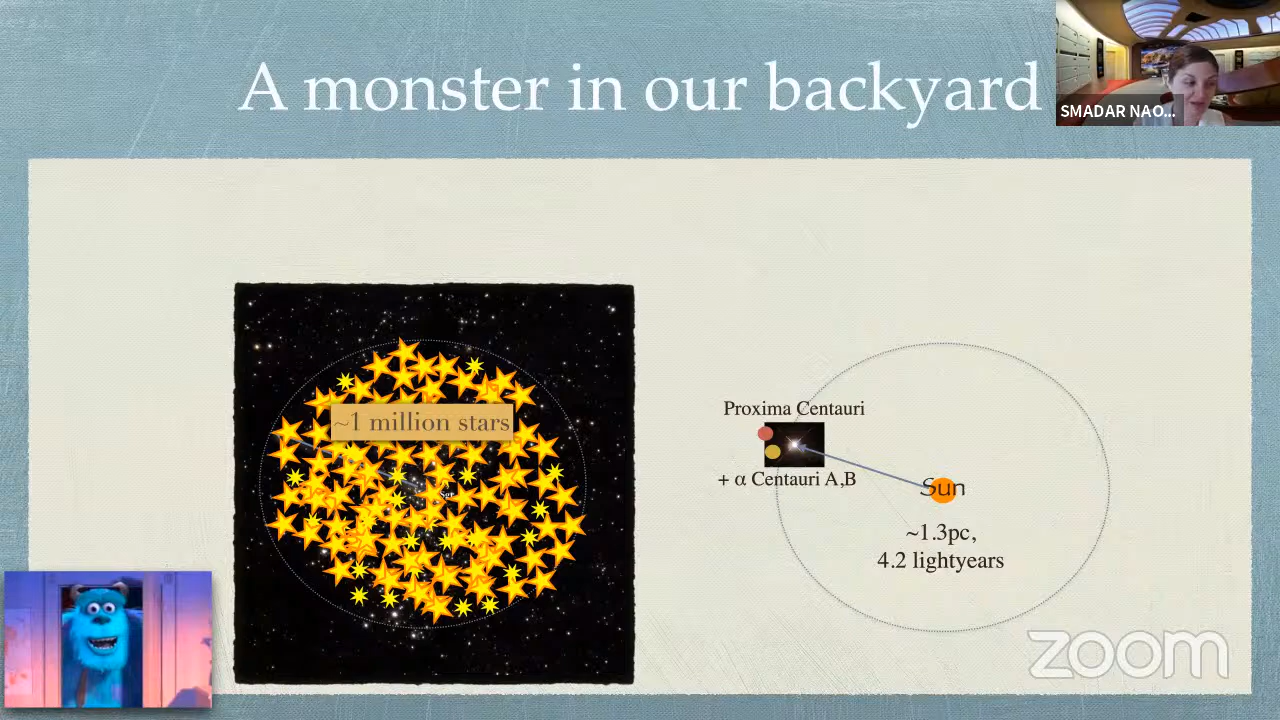 A monster in our backyard
SMADAR NAO...
~1 million stars
Sgr
Proxima Centauri
+ α Centauri A,B
Sun
~1.3pc,
4.2 lightyears
zoom